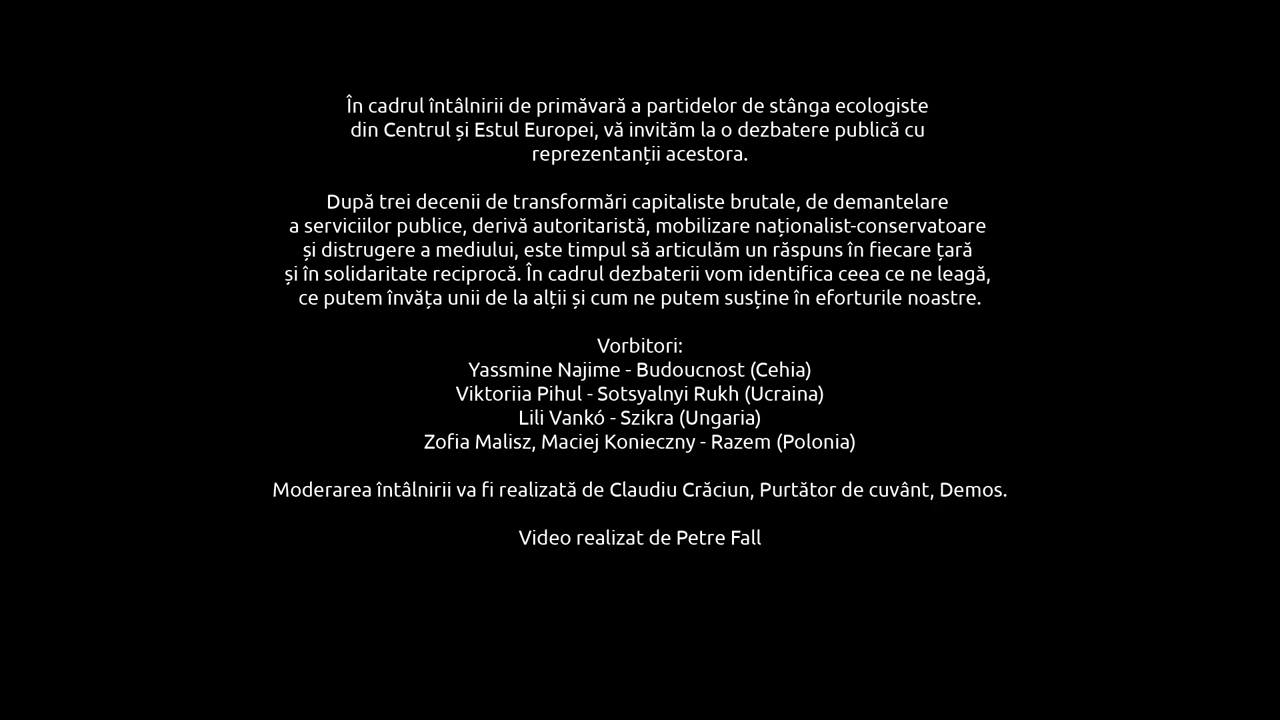 În cadrul întâlnirii de primăvară a partidelor de stânga ecologiste
din Centrul și Estul Europei, vă invităm la o dezbatere publică cu
reprezentanții acestora.
După trei decenii de transformări capitaliste brutale, de demantelare
a serviciilor publice, derivă autoritaristă, mobilizare naționalist-conservatoare
și distrugere a mediului, este timpul să articulăm un răspuns în fiecare țară
și în solidaritate reciprocă. În cadrul dezbaterii vom identifica ceea ce ne leagă,
ce putem învăța unii de la alții și cum ne putem susține în eforturile noastre.
Vorbitori:
Yassmine Najime - Budoucnost (Cehia)
Viktoriia Pihul - Sotsyalnyi Rukh (Ucraina)
Lili Vankó - Szikra (Ungaria)
Zofia Malisz, Maciej Konieczny - Razem (Polonia)
Moderarea întâlnirii va fi realizată de Claudiu Crăciun, Purtător de cuvânt, Demos.
Video realizat de Petre Fall